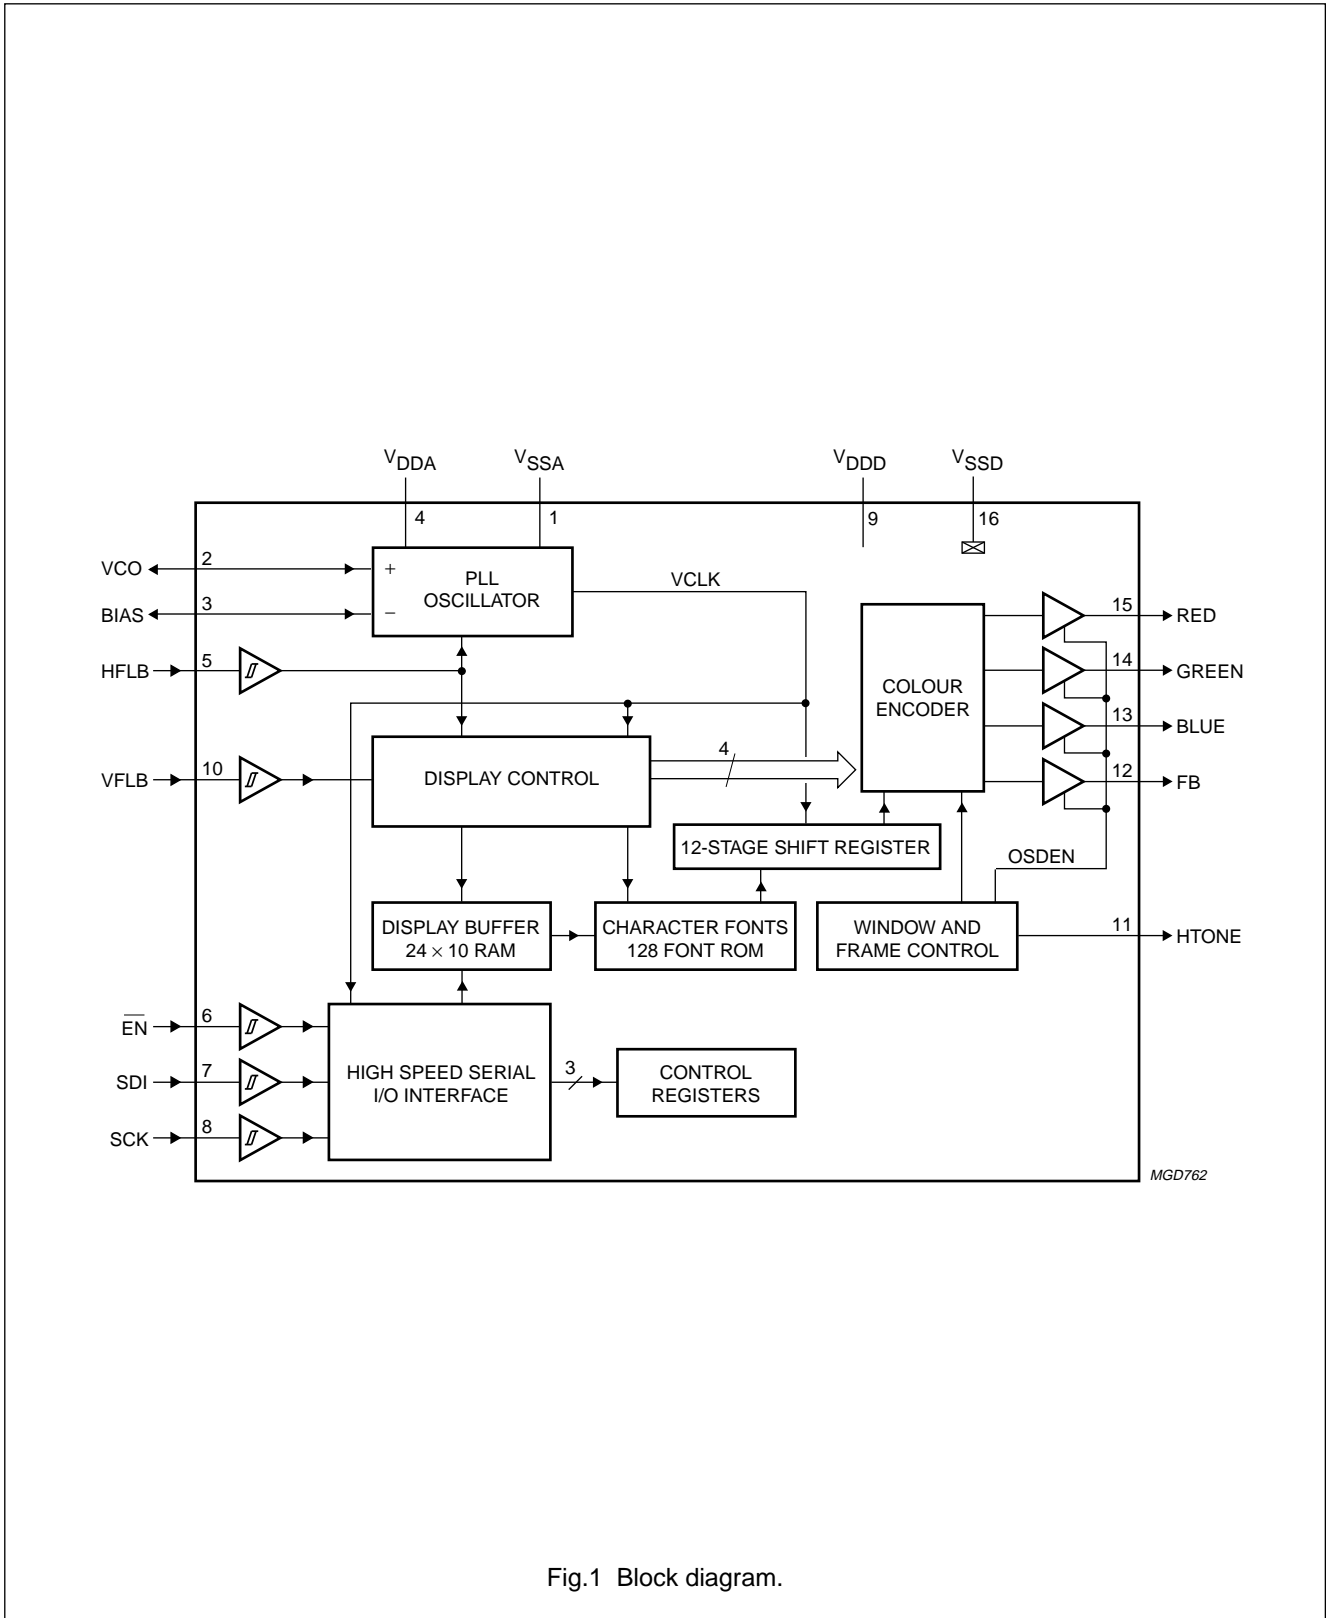 VDDA VSSA VDDD VSSD
4 1 9 16
VCO 2 +
PLL
OSCILLATOR
VCLK
BIAS 3 −
HFLB 5
15 RED
14 GREEN
COLOUR
ENCODER
13 BLUE
VFLB 10
DISPLAY CONTROL
4
12 FB
12-STAGE SHIFT REGISTER
OSDEN
DISPLAY BUFFER
24 × 10 RAM
CHARACTER FONTS
128 FONT ROM
WINDOW AND
FRAME CONTROL
11 HTONE
E̅N̅ 6
SDI 7
HIGH SPEED SERIAL
I/O INTERFACE
3
CONTROL
REGISTERS
SCK 8
MGD762
Fig.1 Block diagram.